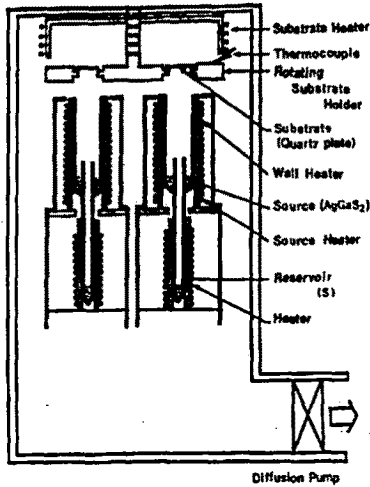 Substrate Heater
Thermocouple
Rotating
Substrate
Holder
Substrate
(Quartz plate)
Wall Heater
Source (AgGaS2)
Source Heater
Reservoir
(S)
Heater
Diffusion Pump